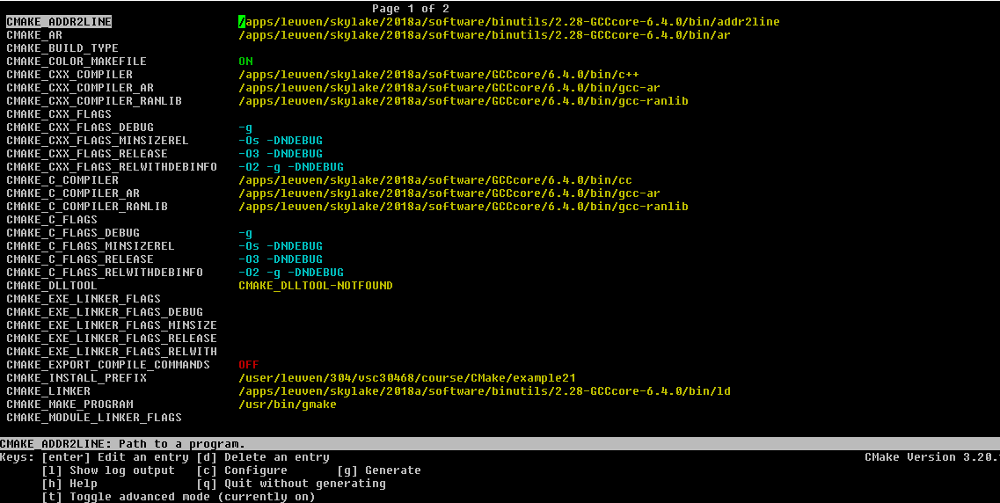 Page 1 of 2
CMAKE_ADDR2LINE /apps/leuven/skylake/2018a/software/binutils/2.28-GCCcore-6.4.0/bin/addr2line
CMAKE_AR /apps/leuven/skylake/2018a/software/binutils/2.28-GCCcore-6.4.0/bin/ar
CMAKE_BUILD_TYPE
CMAKE_COLOR_MAKEFILE ON
CMAKE_CXX_COMPILER /apps/leuven/skylake/2018a/software/GCCcore/6.4.0/bin/c++
CMAKE_CXX_COMPILER_AR /apps/leuven/skylake/2018a/software/GCCcore/6.4.0/bin/gcc-ar
CMAKE_CXX_COMPILER_RANLIB /apps/leuven/skylake/2018a/software/GCCcore/6.4.0/bin/gcc-ranlib
CMAKE_CXX_FLAGS
CMAKE_CXX_FLAGS_DEBUG -g
CMAKE_CXX_FLAGS_MINSIZEREL -Os -DNDEBUG
CMAKE_CXX_FLAGS_RELEASE -O3 -DNDEBUG
CMAKE_CXX_FLAGS_RELWITHDEBINFO -O2 -g -DNDEBUG
CMAKE_C_COMPILER /apps/leuven/skylake/2018a/software/GCCcore/6.4.0/bin/cc
CMAKE_C_COMPILER_AR /apps/leuven/skylake/2018a/software/GCCcore/6.4.0/bin/gcc-ar
CMAKE_C_COMPILER_RANLIB /apps/leuven/skylake/2018a/software/GCCcore/6.4.0/bin/gcc-ranlib
CMAKE_C_FLAGS
CMAKE_C_FLAGS_DEBUG -g
CMAKE_C_FLAGS_MINSIZEREL -Os -DNDEBUG
CMAKE_C_FLAGS_RELEASE -O3 -DNDEBUG
CMAKE_C_FLAGS_RELWITHDEBINFO -O2 -g -DNDEBUG
CMAKE_DLLTOOL CMAKE_DLLTOOL-NOTFOUND
CMAKE_EXE_LINKER_FLAGS
CMAKE_EXE_LINKER_FLAGS_DEBUG
CMAKE_EXE_LINKER_FLAGS_MINSIZE
CMAKE_EXE_LINKER_FLAGS_RELEASE
CMAKE_EXE_LINKER_FLAGS_RELWITH
CMAKE_EXPORT_COMPILE_COMMANDS OFF
CMAKE_INSTALL_PREFIX /user/leuven/304/vsc30468/course/CMake/example21
CMAKE_LINKER /apps/leuven/skylake/2018a/software/binutils/2.28-GCCcore-6.4.0/bin/ld
CMAKE_MAKE_PROGRAM /usr/bin/gmake
CMAKE_MODULE_LINKER_FLAGS
CMAKE_ADDR2LINE: Path to a program.
Keys: [enter] Edit an entry [d] Delete an entry CMake Version 3.20.
[l] Show log output [c] Configure [g] Generate
[h] Help [q] Quit without generating
[t] Toggle advanced mode (currently on)